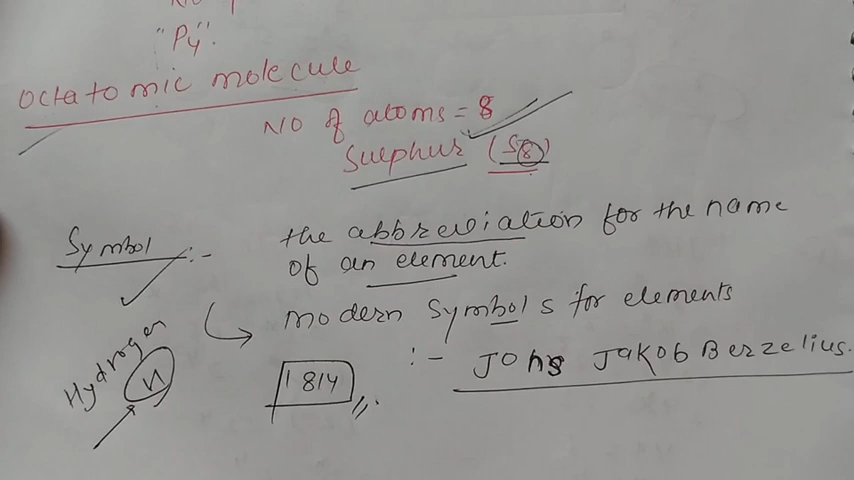 "P4".
Octatomic molecule
NO of atoms = 8
Sulphur (S8)
Symbol :- the abbreviation for the name
of an element.
modern symbols for elements
:- Johs Jakob Berzelius.
1814
Hydrogen
H